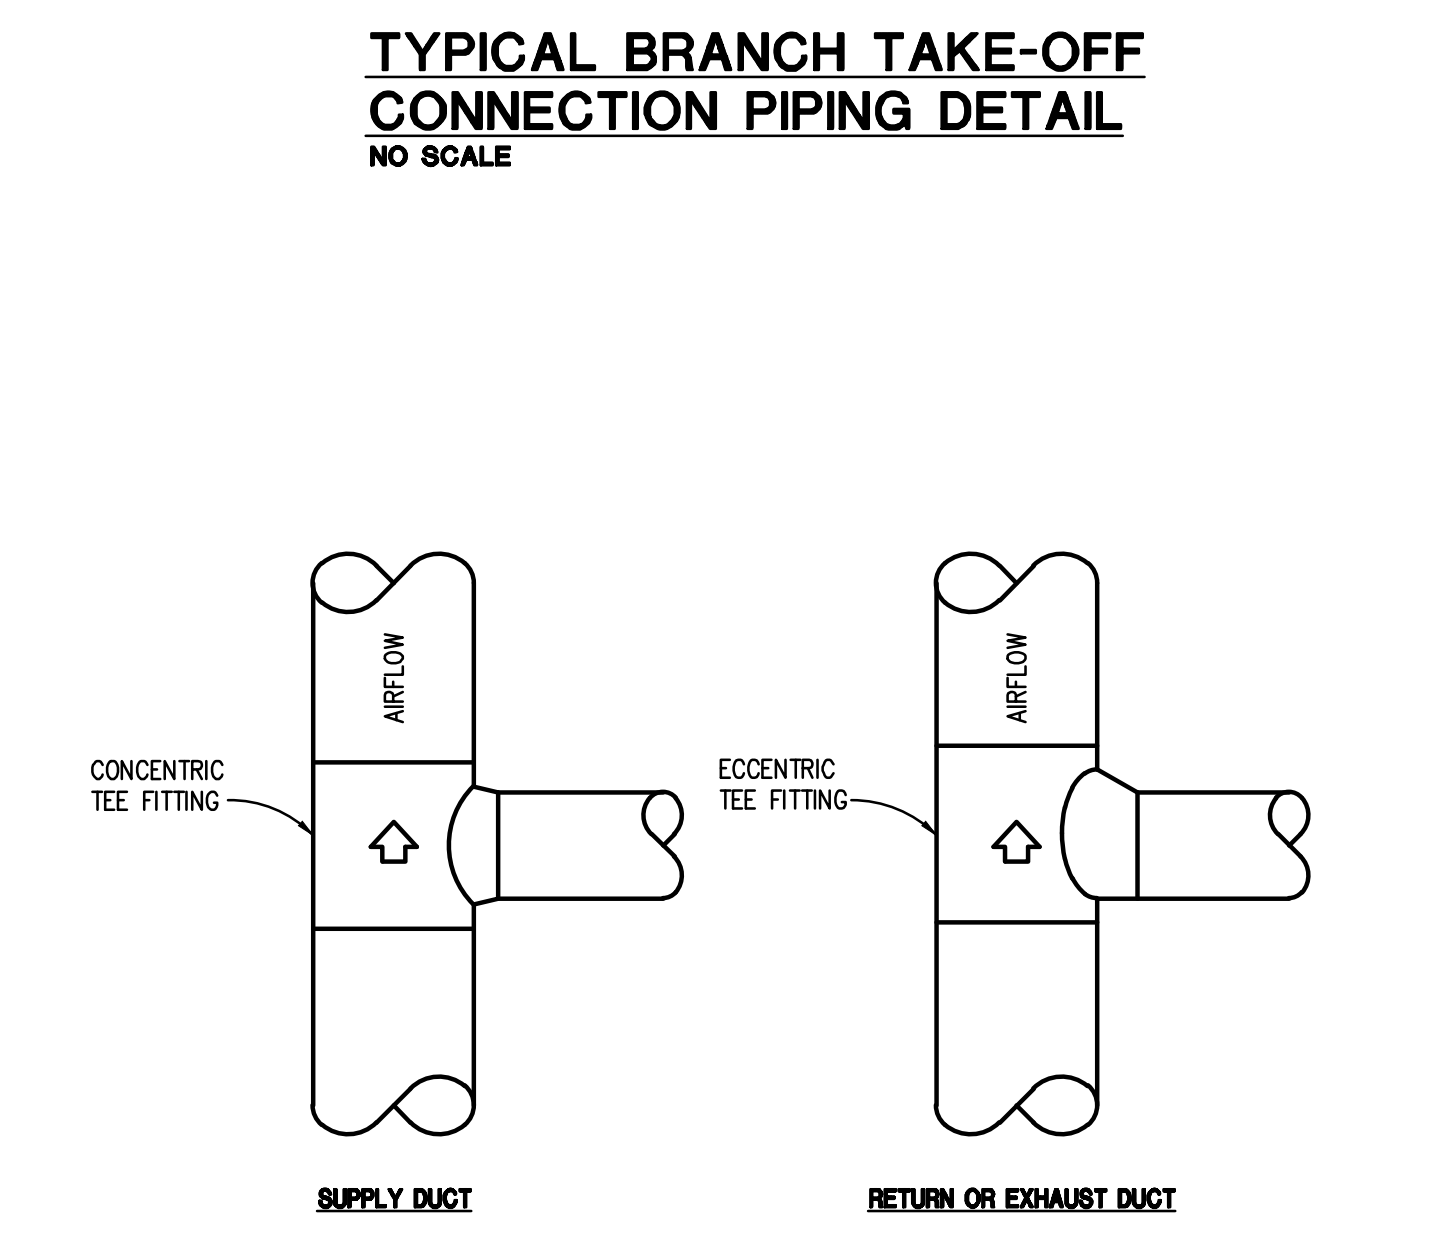 TYPICAL BRANCH TAKE-OFF
CONNECTION PIPING DETAIL
NO SCALE
AIRFLOW
CONCENTRIC
TEE FITTING
SUPPLY DUCT
AIRFLOW
ECCENTRIC
TEE FITTING
RETURN OR EXHAUST DUCT